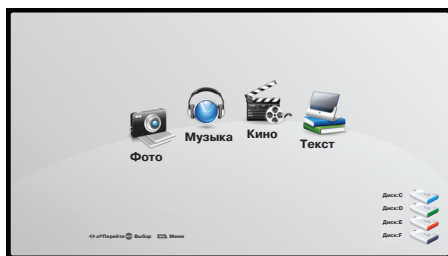 Фото
Музыка
Кино
Текст
Диск:C
Диск:D
Диск:E
Диск:F
Перейти Выбор Меню